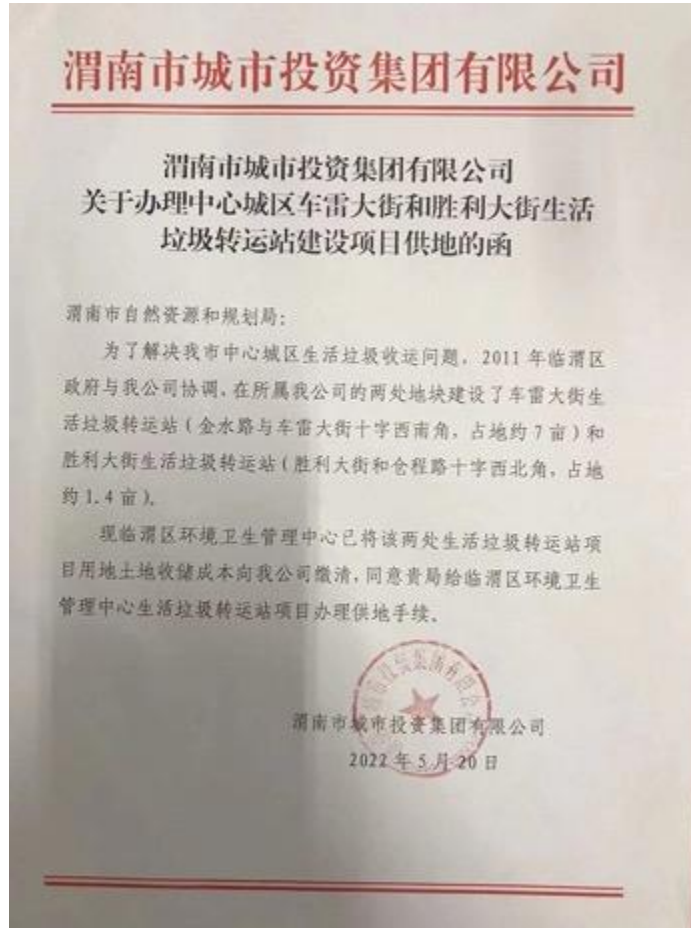 渭南市城市投资集团有限公司
渭南市城市投资集团有限公司
关于办理中心城区车雷大街和胜利大街生活
垃圾转运站建设项目供地的函
渭南市自然资源和规划局:
为了解决我市中心城区生活垃圾收运问题，2011年临渭区
政府与我公司协调，在所属我公司的两处地块建设了车雷大街生
活垃圾转运站（金水路与车雷大街十字西南角，占地约7亩）和
胜利大街生活垃圾转运站（胜利大街和仓程路十字西北角，占地
约1.4亩）。
现临渭区环境卫生管理中心已将该两处生活垃圾转运站项
目用地土地收储成本向我公司缴清，同意贵局给临渭区环境卫生
管理中心生活垃圾转运站项目办理供地手续。
渭南市城市投资集团有限公司
2022年5月20日